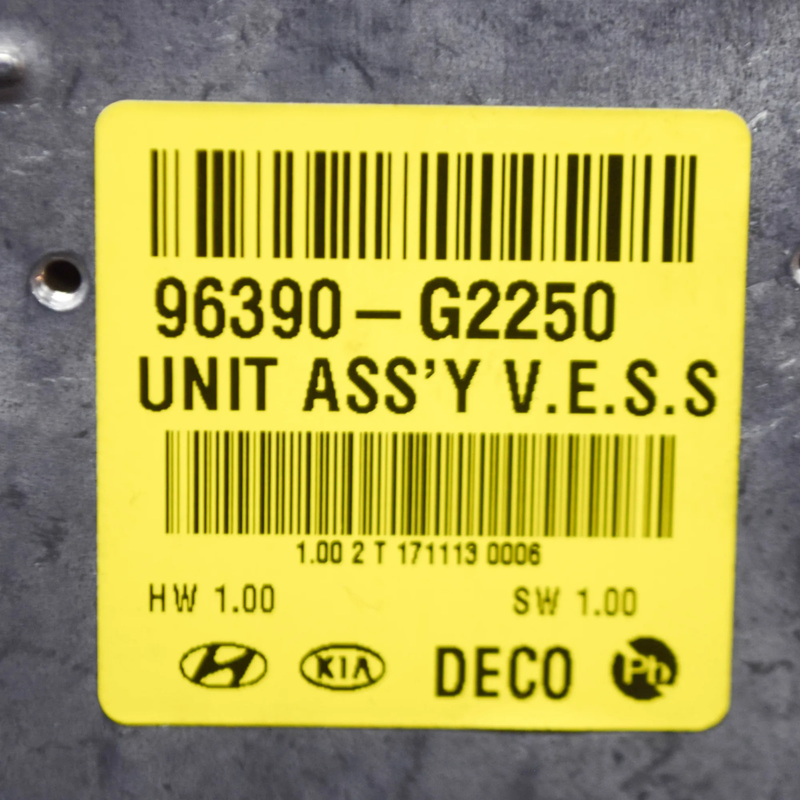 96390-G2250
UNIT ASS'Y V.E.S.S
1.00 2 T 171113 0006
HW 1.00 SW 1.00
KIA DECO Pb